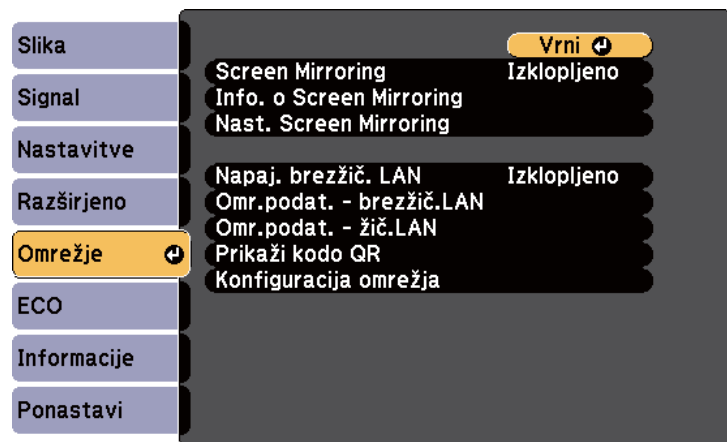 Slika
Signal
Nastavitve
Razširjeno
Omrežje
ECO
Informacije
Ponastavi
Vrni
Screen Mirroring Izklopljeno
Info. o Screen Mirroring
Nast. Screen Mirroring
Napaj. brezžič. LAN Izklopljeno
Omr.podat. - brezžič.LAN
Omr.podat. - žič.LAN
Prikaži kodo QR
Konfiguracija omrežja